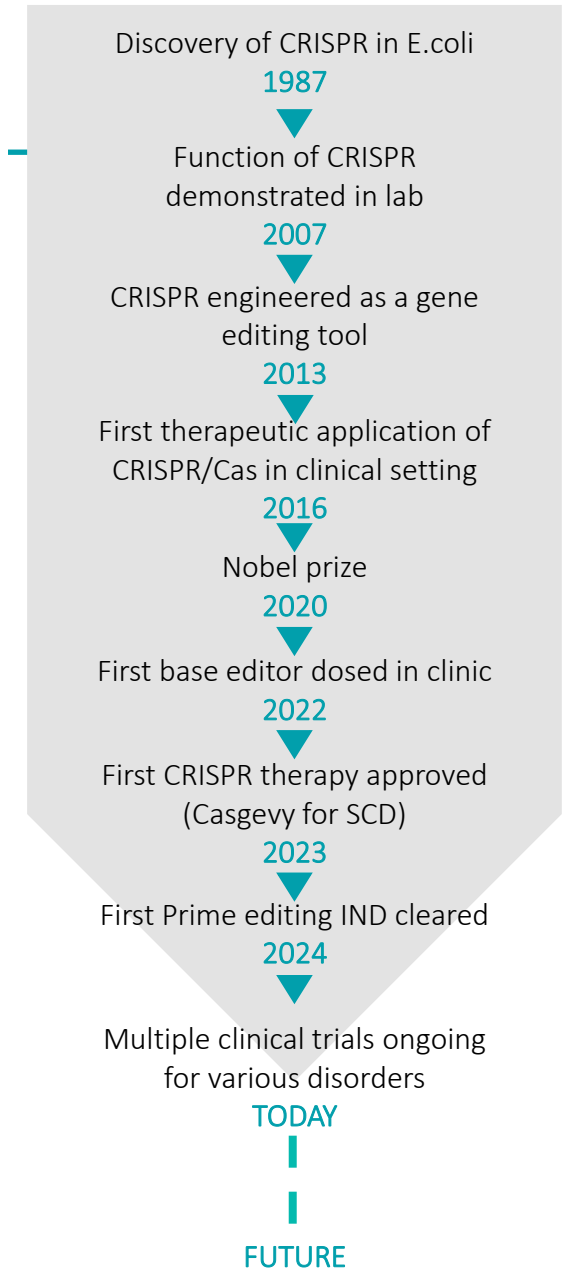 Discovery of CRISPR in E.coli
1987
Function of CRISPR
demonstrated in lab
2007
CRISPR engineered as a gene
editing tool
2013
First therapeutic application of
CRISPR/Cas in clinical setting
2016
Nobel prize
2020
First base editor dosed in clinic
2022
First CRISPR therapy approved
(Casgevy for SCD)
2023
First Prime editing IND cleared
2024
Multiple clinical trials ongoing
for various disorders
TODAY
FUTURE